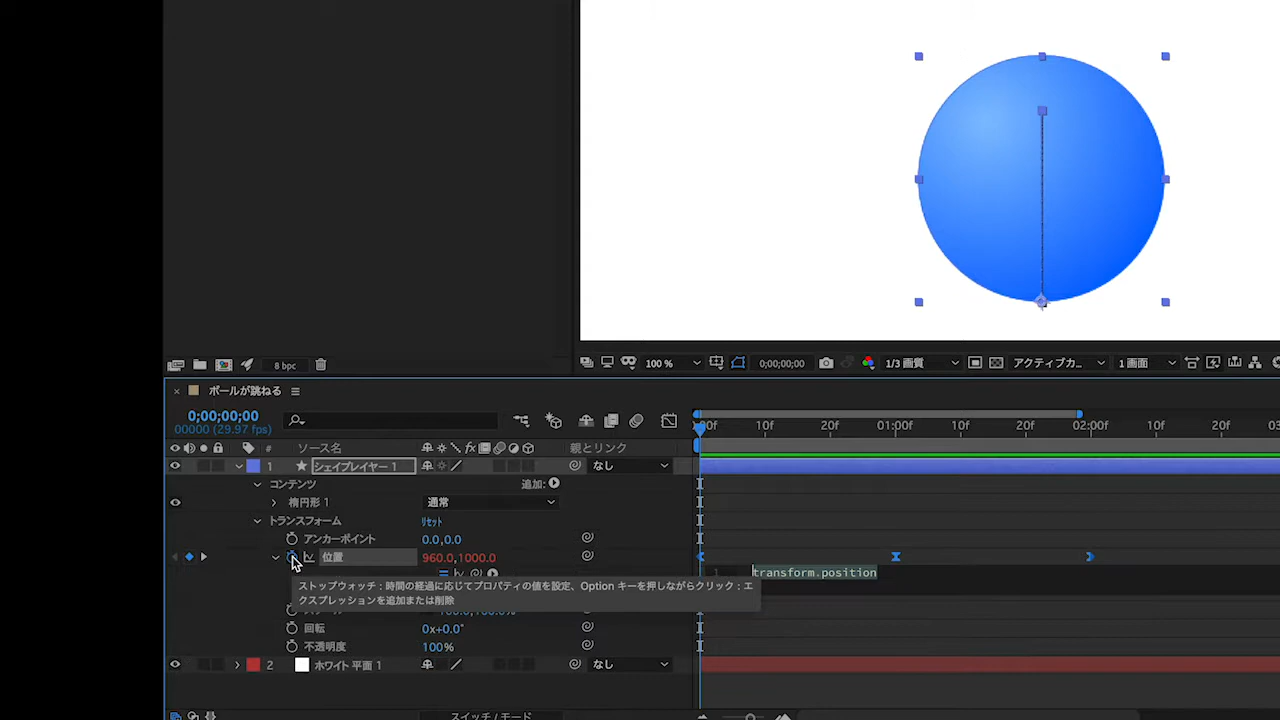 8 bpc
100 %
0;00;00;00
1/3 画質
アクティブカ...
1 画面
ボールが跳ねる
0;00;00;00
00000 (29.97 fps)
:00f
10f
20f
01:00f
10f
20f
02:00f
10f
20f
03
# ソース名
親とリンク
1 シェイプレイヤー 1
なし
コンテンツ
追加:
楕円形 1
通常
トランスフォーム
リセット
アンカーポイント
0.0,0.0
位置
960.0,1000.0
1 transform.position
ストップウォッチ : 時間の経過に応じてプロパティの値を設定、Option キーを押しながらクリック : エ
クスプレッションを追加または削除
回転
0x+0.0°
不透明度
100%
2 ホワイト 平面 1
なし
スイッチ / モード